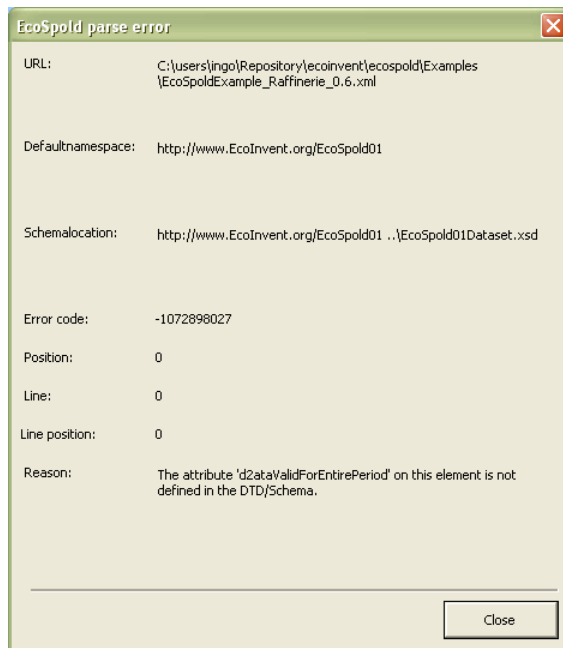 EcoSpold parse error
URL: C:\users\ingo\Repository\ecoinvent\ecospold\Examples
\EcoSpoldExample_Raffinerie_0.6.xml
Defaultnamespace: http://www.EcoInvent.org/EcoSpold01
Schemalocation: http://www.EcoInvent.org/EcoSpold01 ..\EcoSpold01Dataset.xsd
Error code: -1072898027
Position: 0
Line: 0
Line position: 0
Reason: The attribute 'd2ataValidForEntirePeriod' on this element is not
defined in the DTD/Schema.
Close